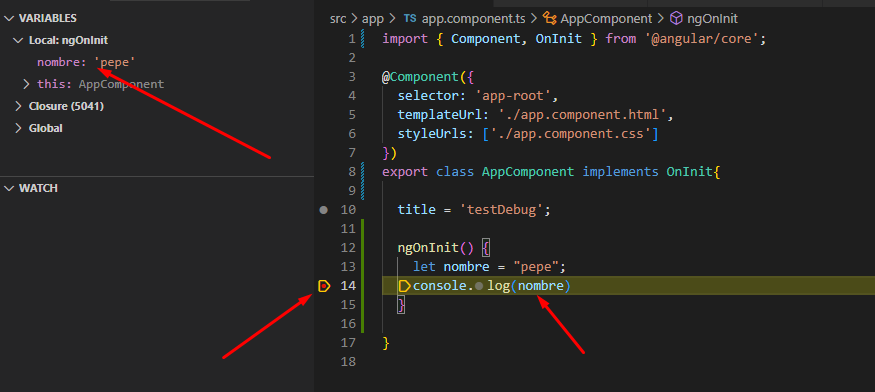 VARIABLES
Local: ngOnInit
nombre: 'pepe'
this: AppComponent
Closure (5041)
Global
WATCH
src > app > TS app.component.ts > AppComponent > ngOnInit
1 import { Component, OnInit } from '@angular/core';
2
3 @Component({
4   selector: 'app-root',
5   templateUrl: './app.component.html',
6   styleUrls: ['./app.component.css']
7 })
8 export class AppComponent implements OnInit{
9
10   title = 'testDebug';
11
12   ngOnInit() {
13     let nombre = "pepe";
14     console.log(nombre)
15   }
16
17 }
18